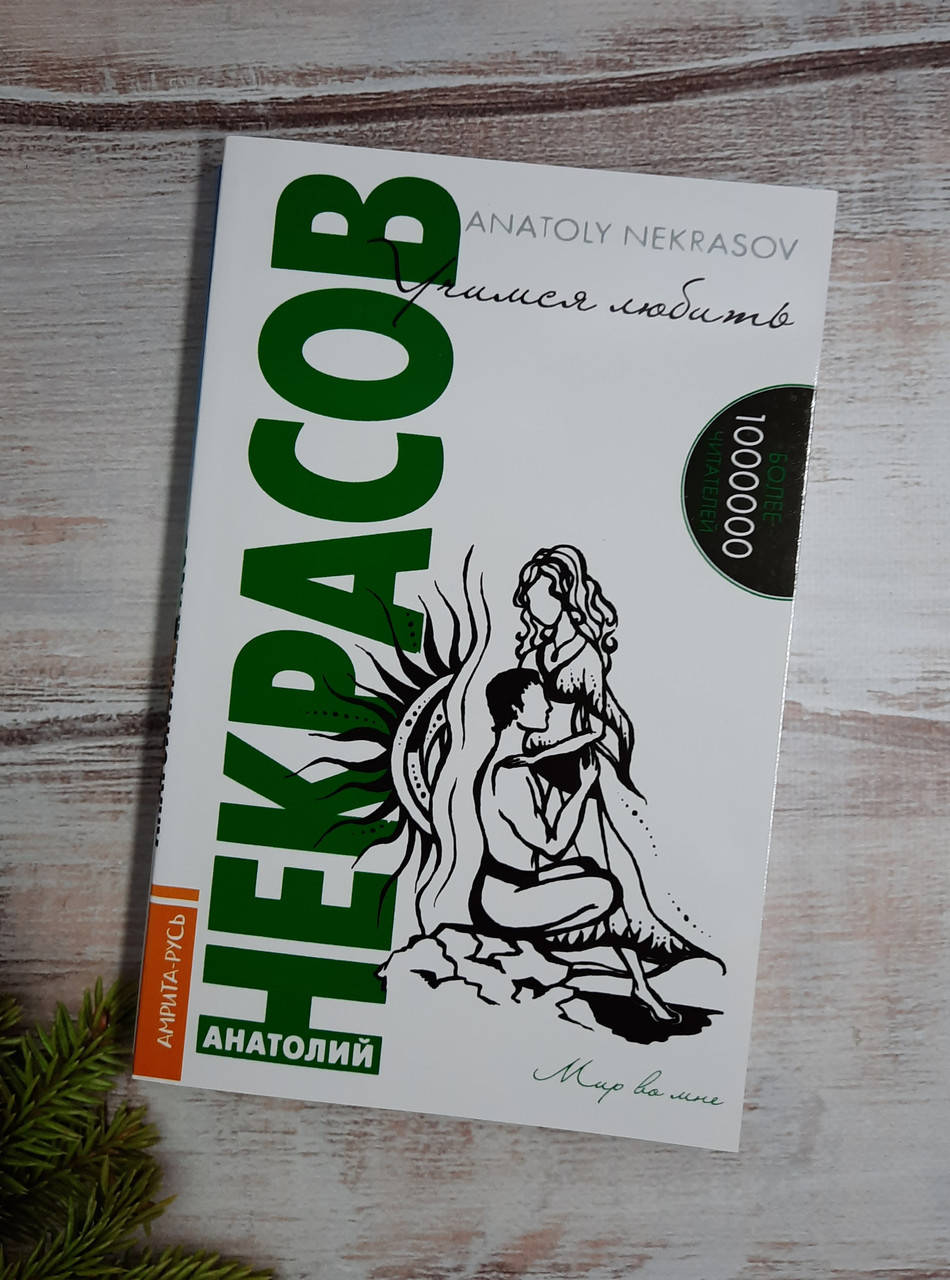 ANATOLY NEKRASOV
Учимся любить
НЕКРАСОВ
АНАТОЛИЙ
БОЛЕЕ
1000000
ЧИТАТЕЛЕЙ
АМРИТА-РУСЬ
Мир во мне